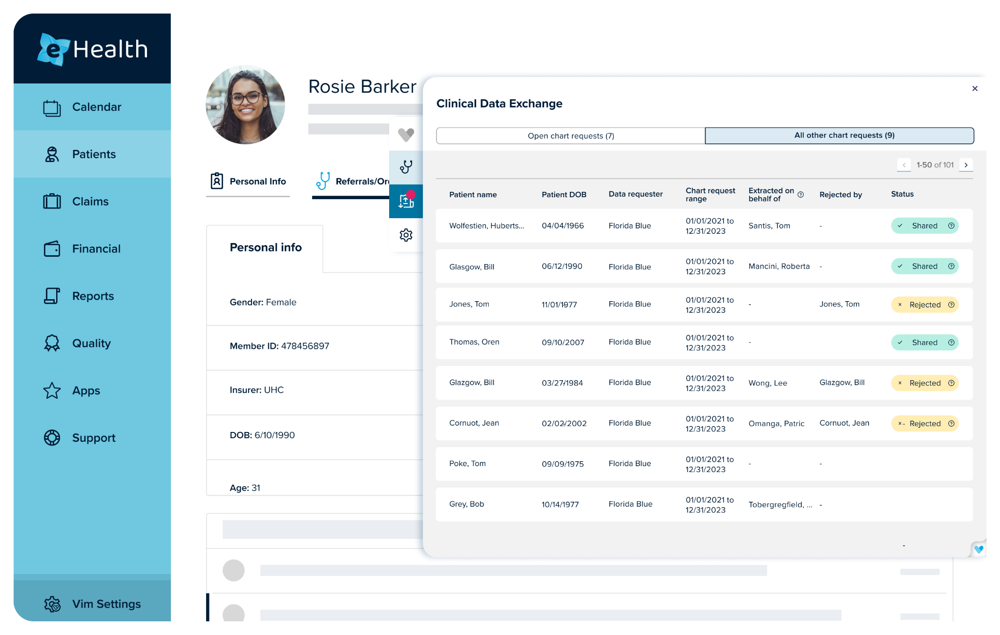 eHealth
Calendar
Patients
Claims
Financial
Reports
Quality
Apps
Support
Vim Settings
Rosie Barker
Personal Info
Referrals/Or
Personal info
Gender: Female
Member ID: 478456897
Insurer: UHC
DOB: 6/10/1990
Age: 31
Clinical Data Exchange
Open chart requests (7)
All other chart requests (9)
1-50 of 101
Patient name Patient DOB Data requester Chart request range Extracted on behalf of Rejected by Status
Wolfestien, Huberts... 04/04/1966 Florida Blue 01/01/2021 to 12/31/2023 Santis, Tom - Shared
Glasgow, Bill 06/12/1990 Florida Blue 01/01/2021 to 12/31/2023 Mancini, Roberta - Shared
Jones, Tom 11/01/1977 Florida Blue 01/01/2021 to 12/31/2023 - Jones, Tom Rejected
Thomas, Oren 09/10/2007 Florida Blue 01/01/2021 to 12/31/2023 - Shared
Glazgow, Bill 03/27/1984 Florida Blue 01/01/2021 to 12/31/2023 Wong, Lee Glazgow, Bill Rejected
Cornuot, Jean 02/02/2002 Florida Blue 01/01/2021 to 12/31/2023 Omanga, Patric Cornuot, Jean - Rejected
Poke, Tom 09/09/1975 Florida Blue 01/01/2021 to 12/31/2023 - -
Grey, Bob 10/14/1977 Florida Blue 01/01/2021 to 12/31/2023 Tobergregfield, ... -
-